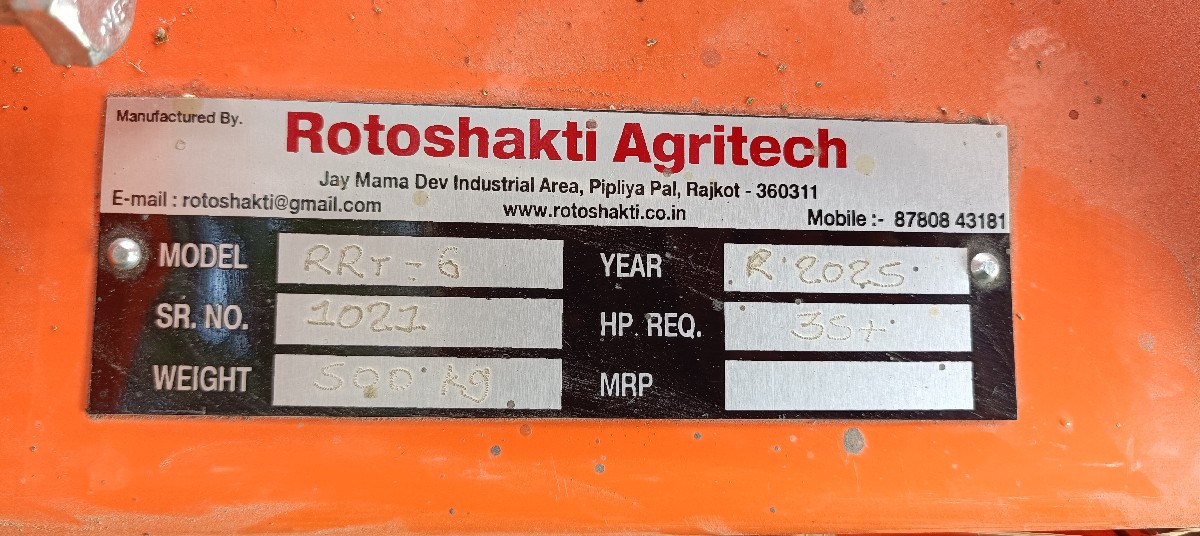 Manufactured By.
Rotoshakti Agritech
Jay Mama Dev Industrial Area, Pipliya Pal, Rajkot - 360311
E-mail : rotoshakti@gmail.com www.rotoshakti.co.in Mobile :- 87808 43181
MODEL RRT-6 YEAR R.2025
SR. NO. 1021 HP. REQ. 35+
WEIGHT 500 kg MRP